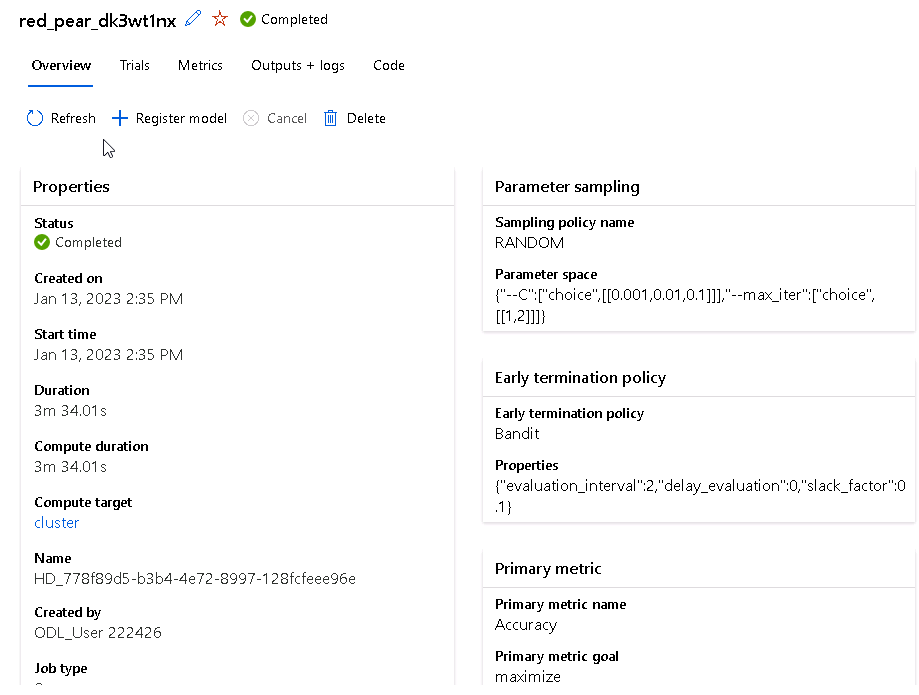 red_pear_dk3wt1nx Completed
Overview Trials Metrics Outputs + logs Code
Refresh Register model Cancel Delete
Properties
Status
Completed
Created on
Jan 13, 2023 2:35 PM
Start time
Jan 13, 2023 2:35 PM
Duration
3m 34.01s
Compute duration
3m 34.01s
Compute target
cluster
Name
HD_778f89d5-b3b4-4e72-8997-128fcfeee96e
Created by
ODL_User 222426
Job type
Parameter sampling
Sampling policy name
RANDOM
Parameter space
{"--C":["choice",[[0.001,0.01,0.1]]],"--max_iter":["choice",
[[1,2]]]}
Early termination policy
Early termination policy
Bandit
Properties
{"evaluation_interval":2,"delay_evaluation":0,"slack_factor":0
.1}
Primary metric
Primary metric name
Accuracy
Primary metric goal
maximize